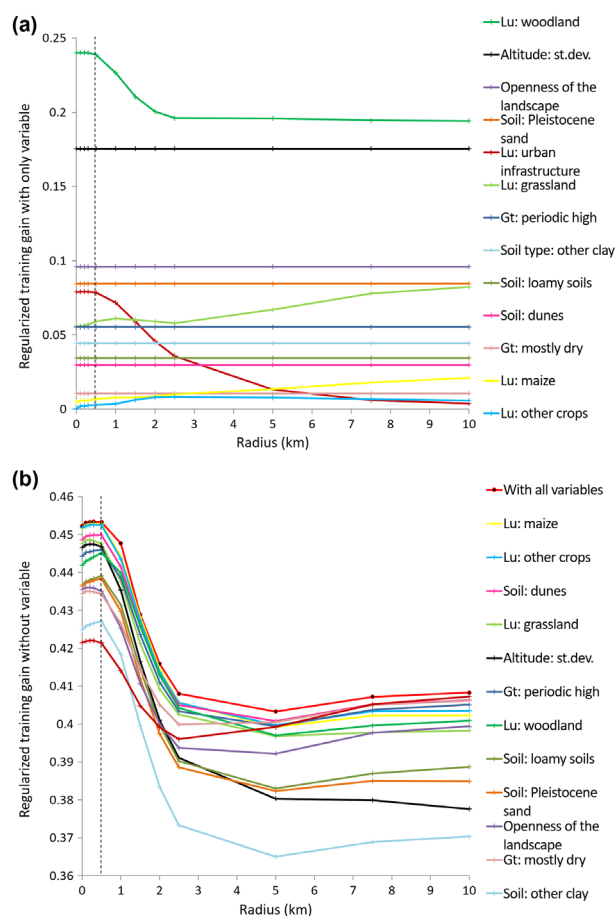 (a)
Regularized training gain with only variable
0.25
0.2
0.15
0.1
0.05
0
0
1
2
3
4
5
6
7
8
9
10
Radius (km)
Lu: woodland
Altitude: st.dev.
Openness of the
landscape
Soil: Pleistocene
sand
Lu: urban
infrastructure
Lu: grassland
Gt: periodic high
Soil type: other clay
Soil: loamy soils
Soil: dunes
Gt: mostly dry
Lu: maize
Lu: other crops
(b)
Regularized training gain without variable
0.46
0.45
0.44
0.43
0.42
0.41
0.4
0.39
0.38
0.37
0.36
0
1
2
3
4
5
6
7
8
9
10
Radius (km)
With all variables
Lu: maize
Lu: other crops
Soil: dunes
Lu: grassland
Altitude: st.dev.
Gt: periodic high
Lu: woodland
Soil: loamy soils
Soil: Pleistocene
sand
Openness of the
landscape
Gt: mostly dry
Soil: other clay